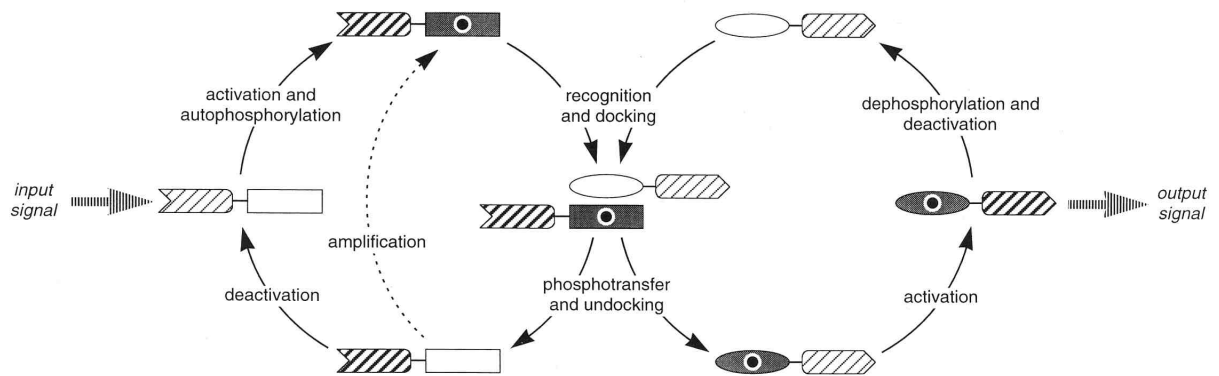 activation and
autophosphorylation
recognition
and docking
dephosphorylation and
deactivation
input
signal
output
signal
amplification
deactivation
phosphotransfer
and undocking
activation